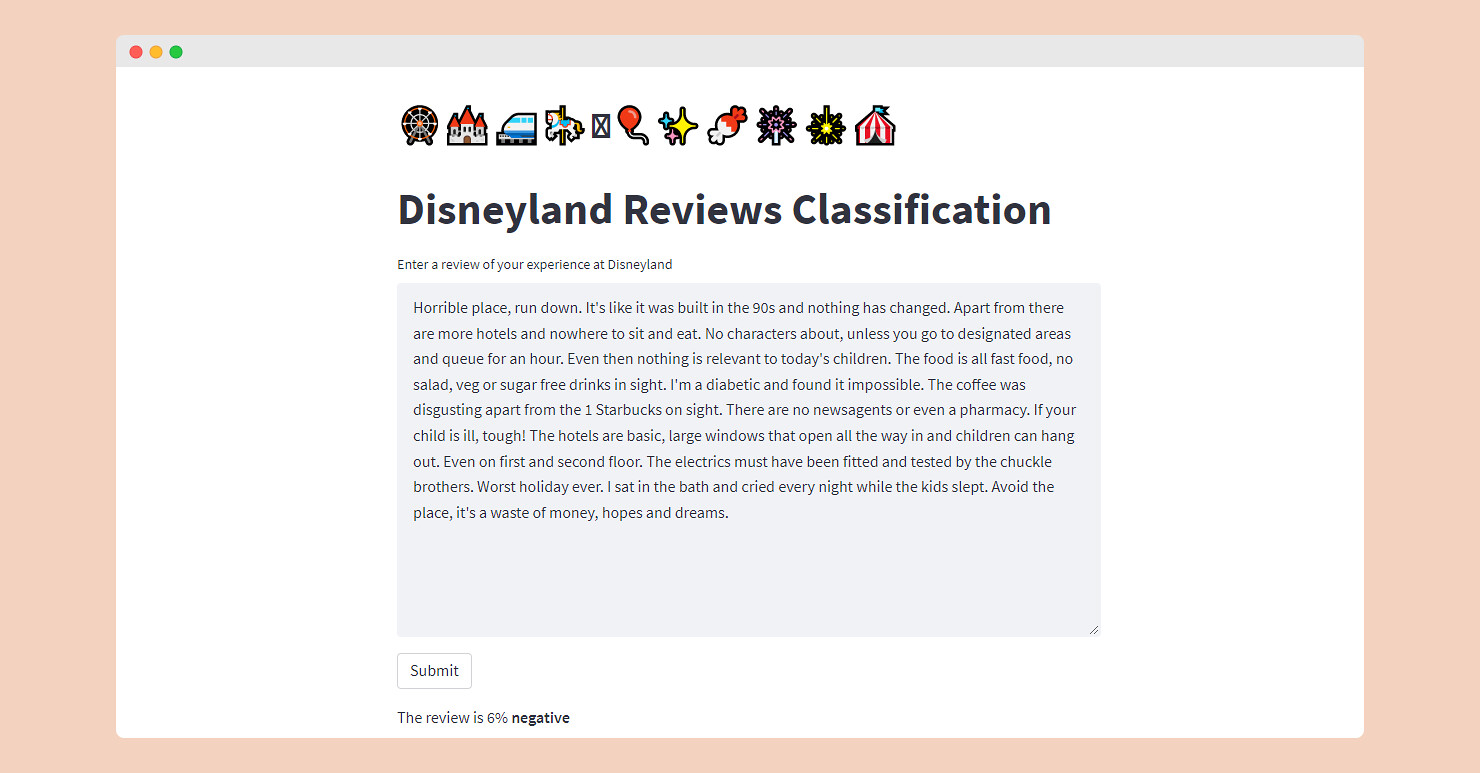 Disneyland Reviews Classification
Enter a review of your experience at Disneyland
Horrible place, run down. It's like it was built in the 90s and nothing has changed. Apart from there
are more hotels and nowhere to sit and eat. No characters about, unless you go to designated areas
and queue for an hour. Even then nothing is relevant to today's children. The food is all fast food, no
salad, veg or sugar free drinks in sight. I'm a diabetic and found it impossible. The coffee was
disgusting apart from the 1 Starbucks on sight. There are no newsagents or even a pharmacy. If your
child is ill, tough! The hotels are basic, large windows that open all the way in and children can hang
out. Even on first and second floor. The electrics must have been fitted and tested by the chuckle
brothers. Worst holiday ever. I sat in the bath and cried every night while the kids slept. Avoid the
place, it's a waste of money, hopes and dreams.
Submit
The review is 6% negative